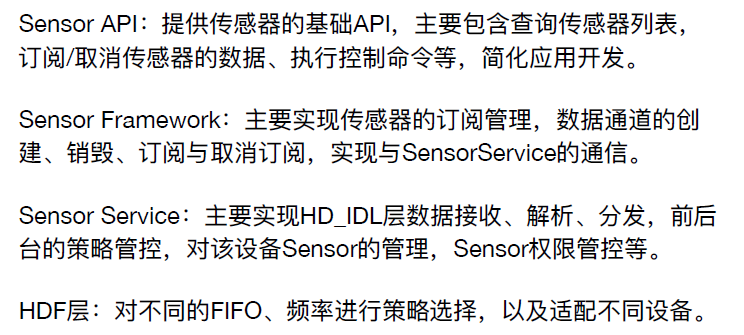 Sensor API：提供传感器的基础API，主要包含查询传感器列表，
订阅/取消传感器的数据、执行控制命令等，简化应用开发。
Sensor Framework：主要实现传感器的订阅管理，数据通道的创
建、销毁、订阅与取消订阅，实现与SensorService的通信。
Sensor Service：主要实现HD_IDL层数据接收、解析、分发，前后
台的策略管控，对该设备Sensor的管理，Sensor权限管控等。
HDF层：对不同的FIFO、频率进行策略选择，以及适配不同设备。